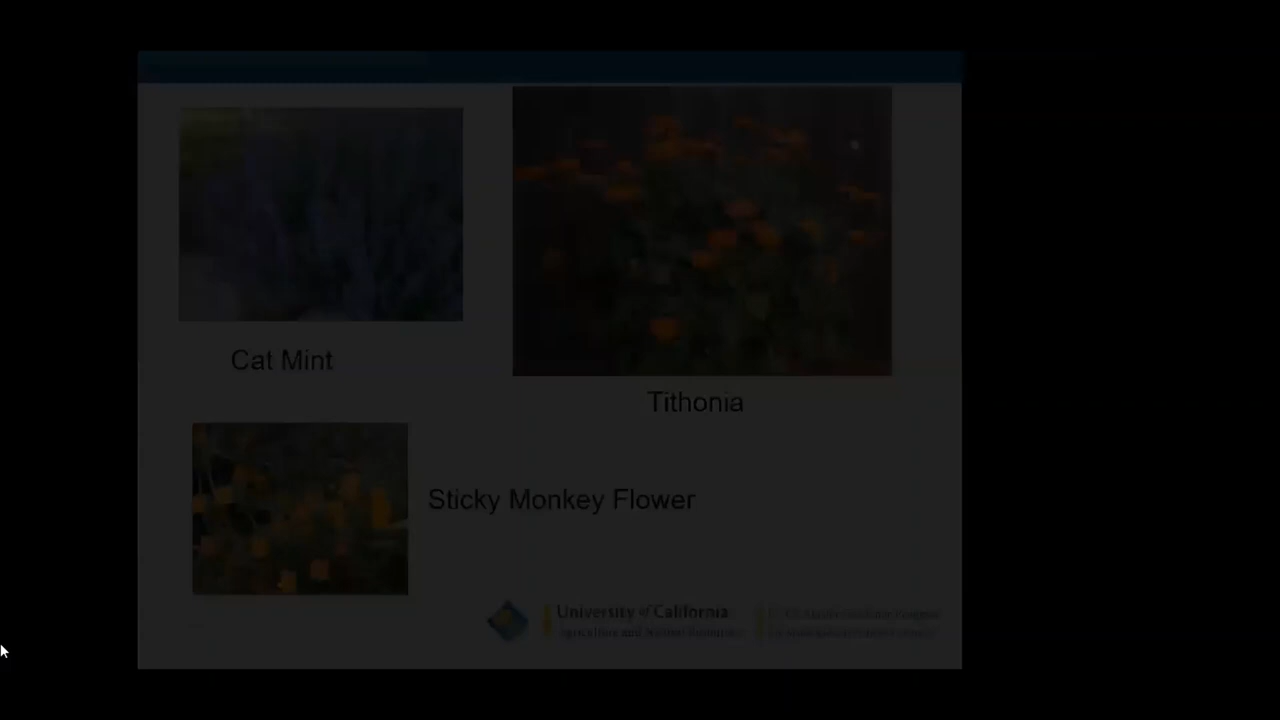 Cat Mint
Tithonia
Sticky Monkey Flower
University of California
Agriculture and Natural Resources